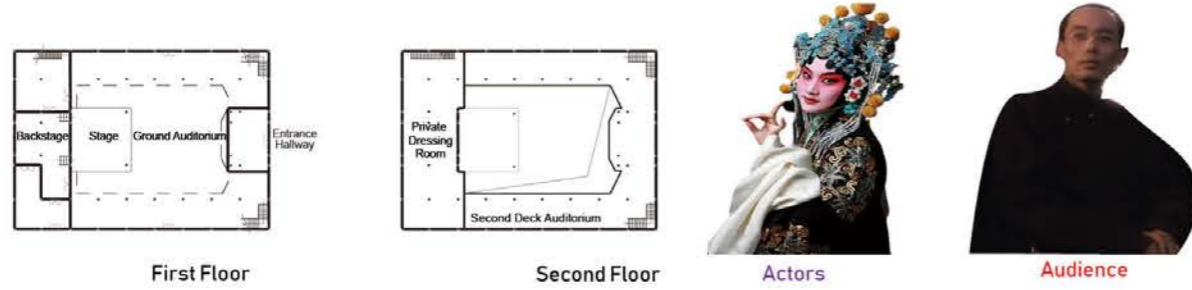 Backstage
Stage
Ground Auditorium
Entrance
Hallway
First Floor
Private
Dressing
Room
Second Deck Auditorium
Second Floor
Actors
Audience